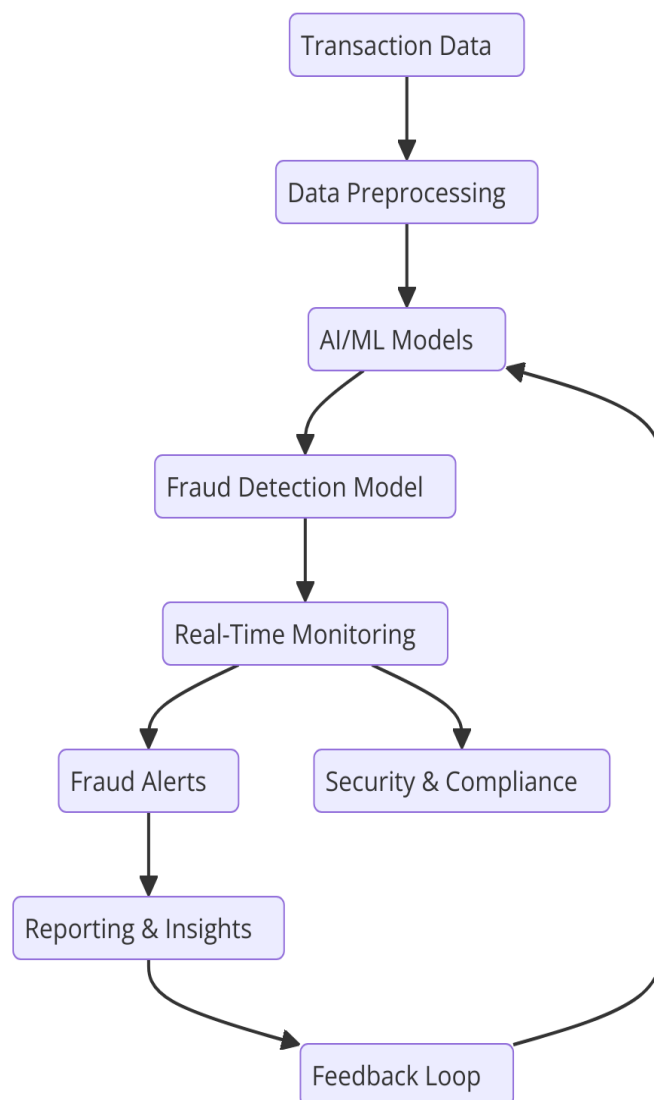 Transaction Data
Data Preprocessing
AI/ML Models
Fraud Detection Model
Real-Time Monitoring
Fraud Alerts
Security & Compliance
Reporting & Insights
Feedback Loop